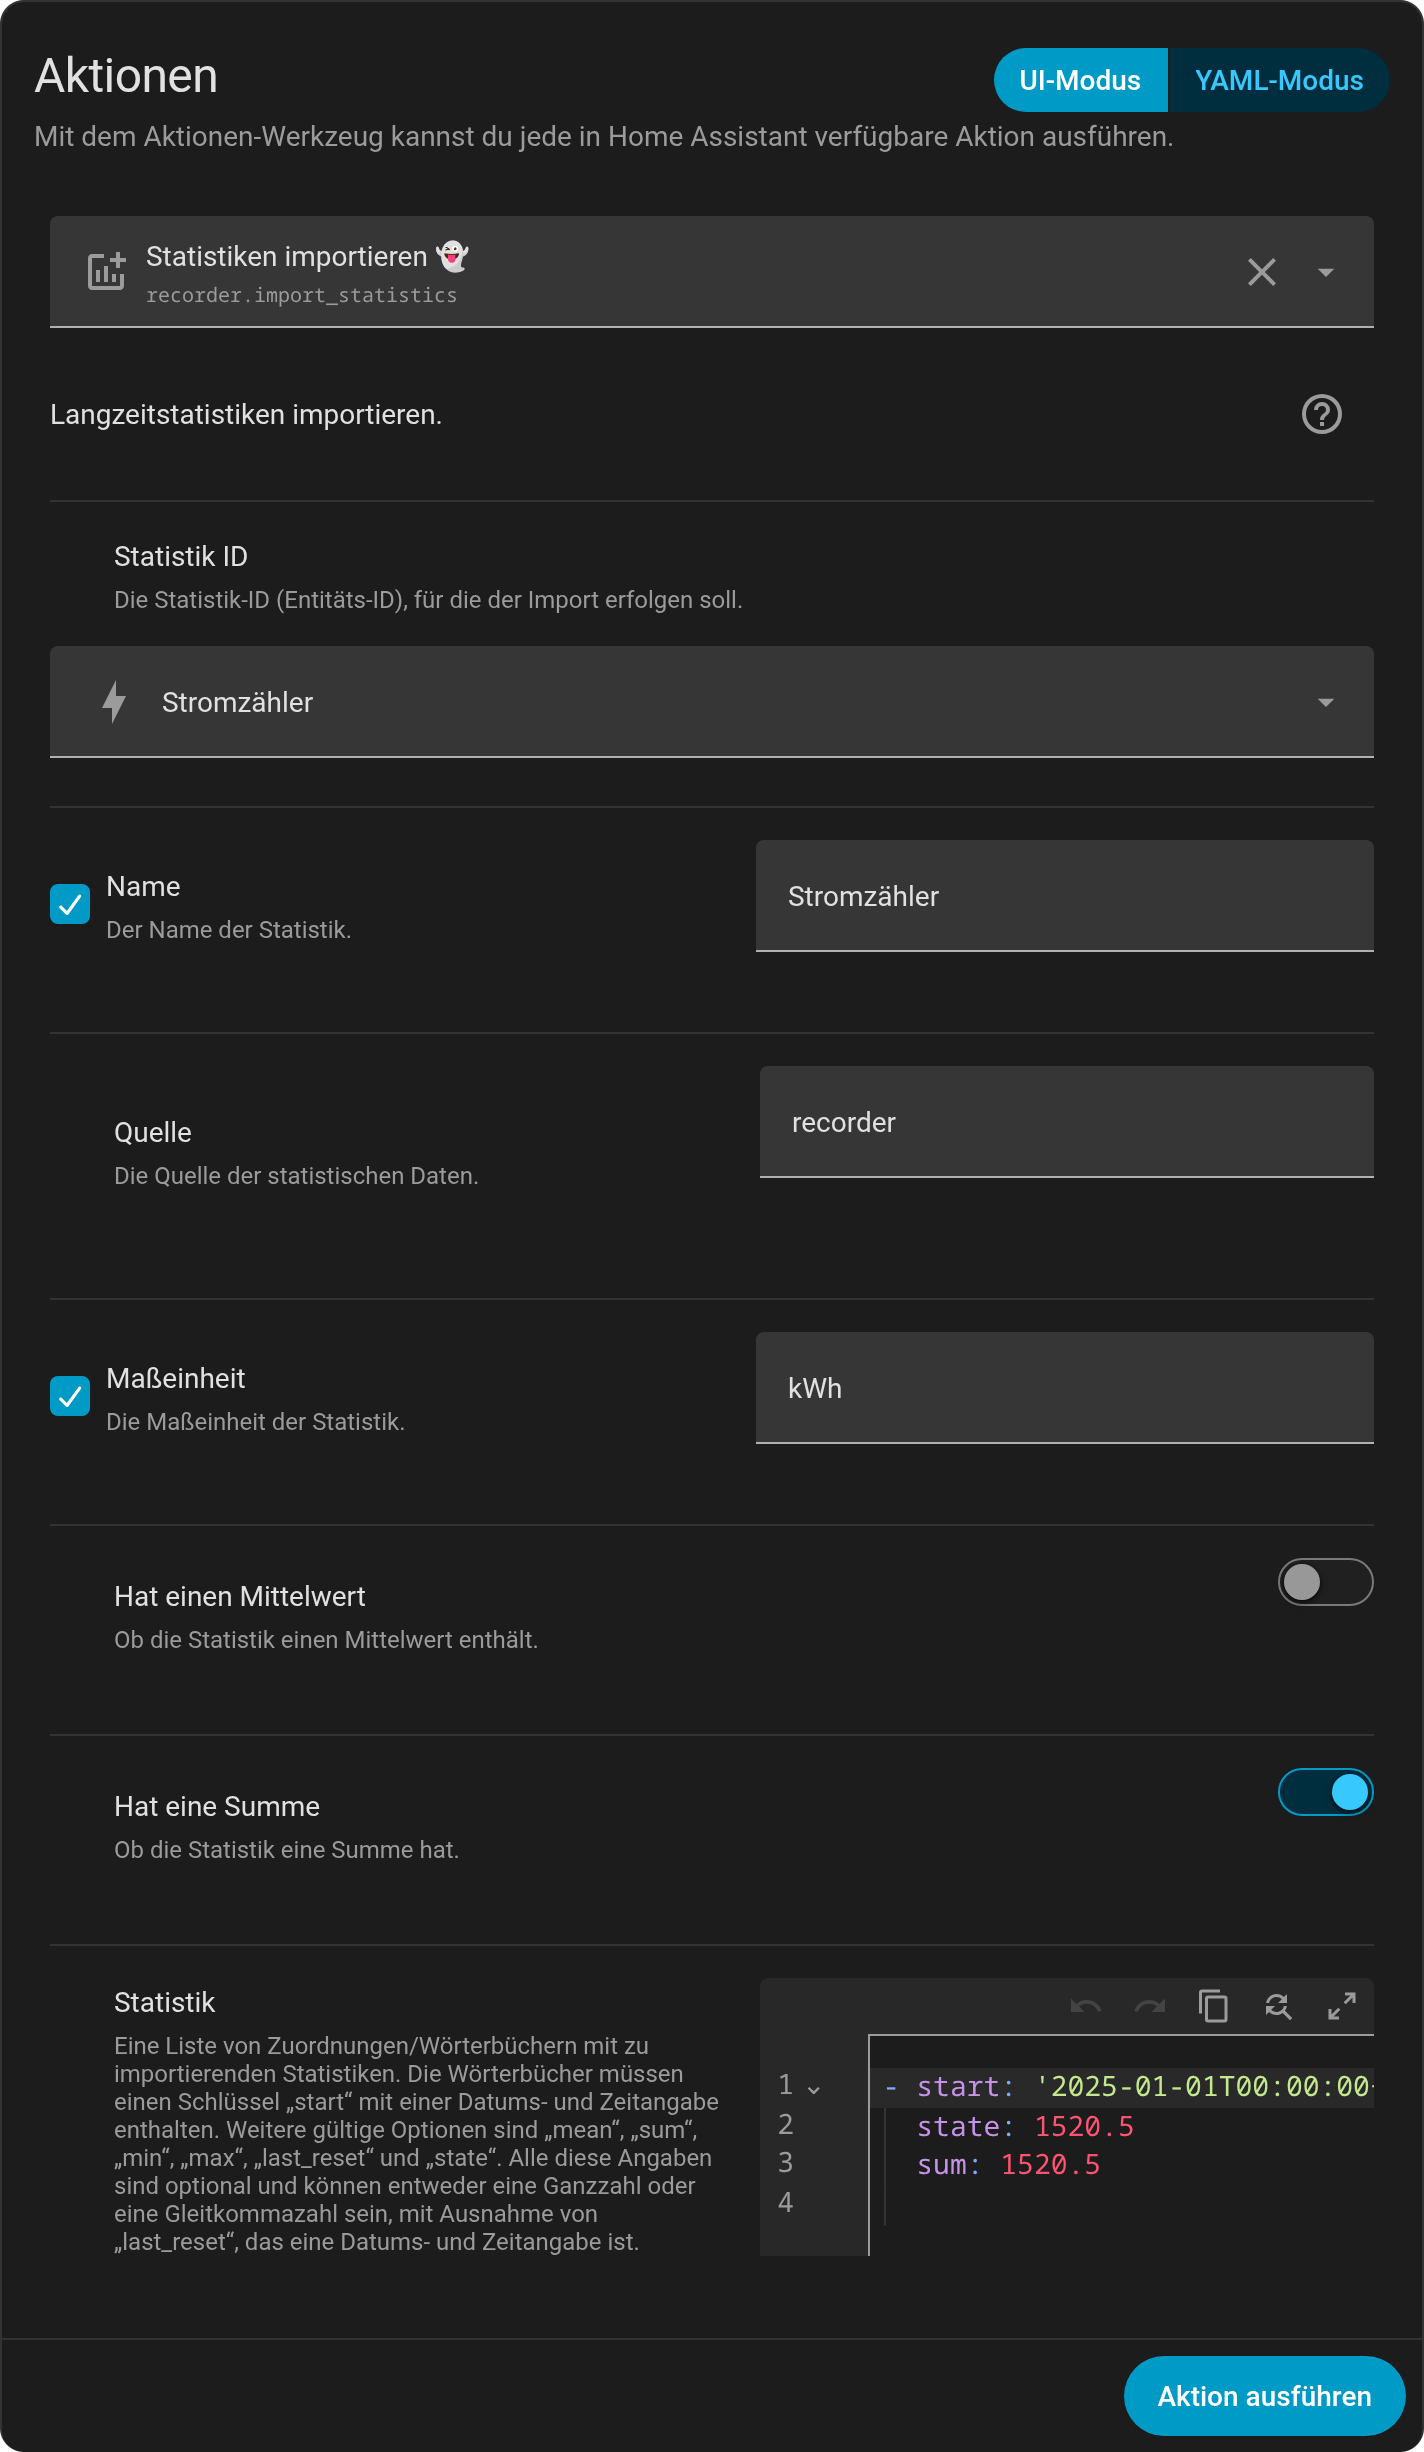 Aktionen
UI-Modus
YAML-Modus
Mit dem Aktionen-Werkzeug kannst du jede in Home Assistant verfügbare Aktion ausführen.
Statistiken importieren 👻
recorder.import_statistics
Langzeitstatistiken importieren.
Statistik ID
Die Statistik-ID (Entitäts-ID), für die der Import erfolgen soll.
Stromzähler
Name
Der Name der Statistik.
Stromzähler
Quelle
Die Quelle der statistischen Daten.
recorder
Maßeinheit
Die Maßeinheit der Statistik.
kWh
Hat einen Mittelwert
Ob die Statistik einen Mittelwert enthält.
Hat eine Summe
Ob die Statistik eine Summe hat.
Statistik
Eine Liste von Zuordnungen/Wörterbüchern mit zu
importierenden Statistiken. Die Wörterbücher müssen
einen Schlüssel „start“ mit einer Datums- und Zeitangabe
enthalten. Weitere gültige Optionen sind „mean“, „sum“,
„min“, „max“, „last_reset“ und „state“. Alle diese Angaben
sind optional und können entweder eine Ganzzahl oder
eine Gleitkommazahl sein, mit Ausnahme von
„last_reset“, das eine Datums- und Zeitangabe ist.
1 - start: '2025-01-01T00:00:00
2 state: 1520.5
3 sum: 1520.5
4
Aktion ausführen